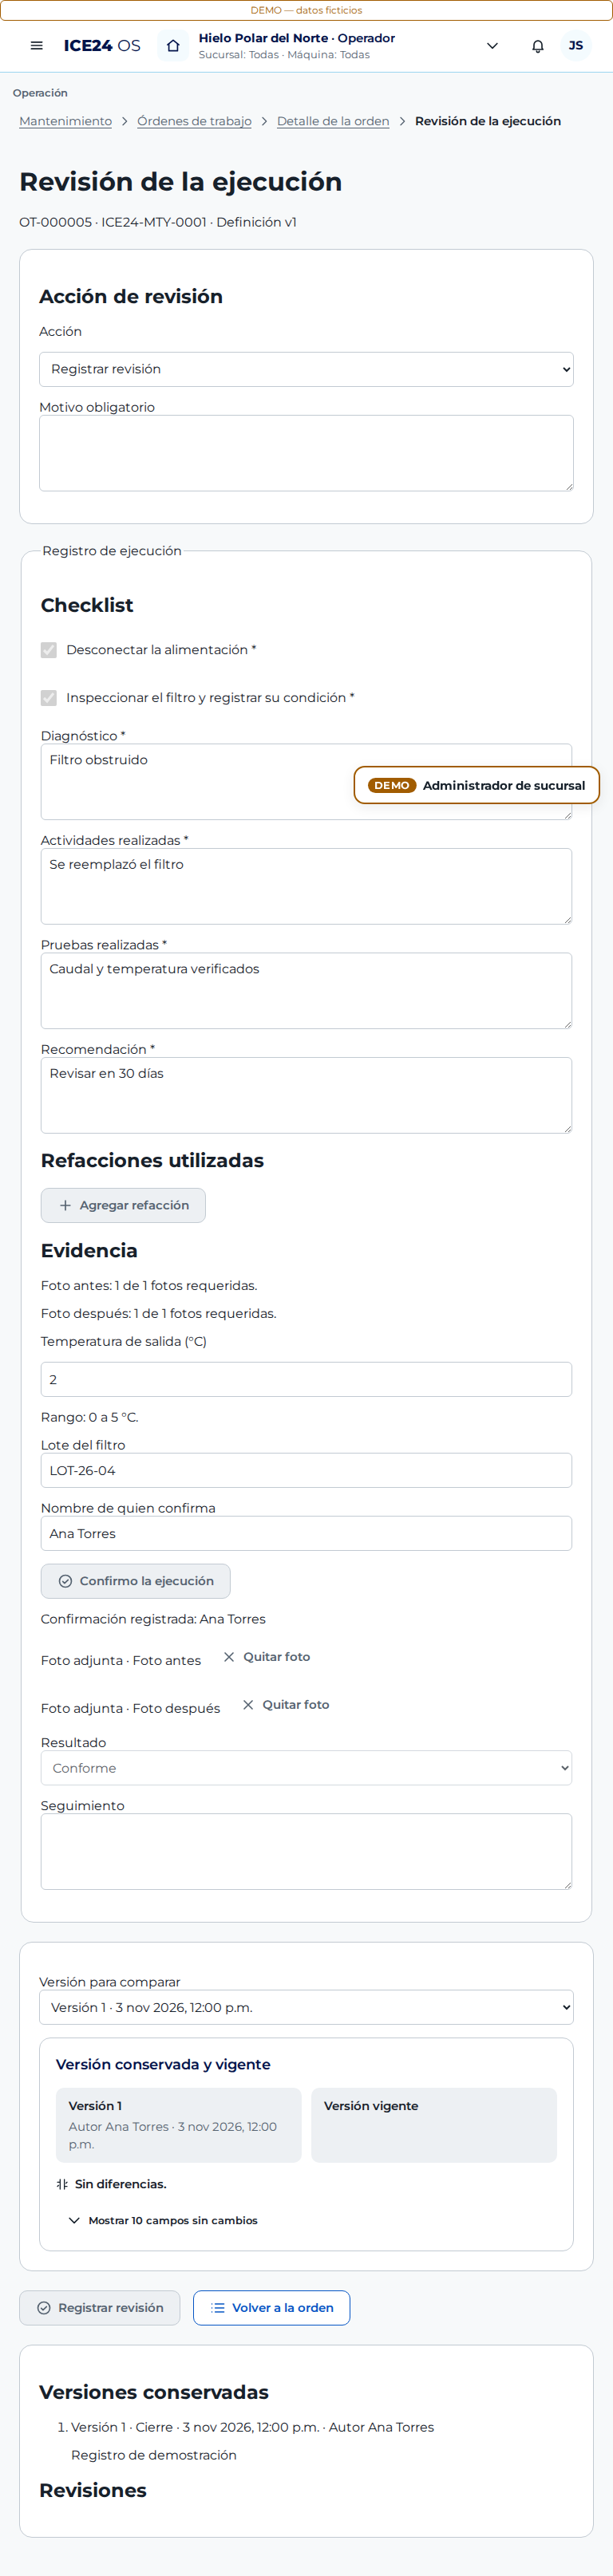 DEMO — datos ficticios
ICE24 OS
Hielo Polar del Norte · Operador
Sucursal: Todas · Máquina: Todas
JS
Operación
Mantenimiento > Órdenes de trabajo > Detalle de la orden > Revisión de la ejecución
Revisión de la ejecución
OT-000005 · ICE24-MTY-0001 · Definición v1
Acción de revisión
Acción
Registrar revisión
Motivo obligatorio
Registro de ejecución
Checklist
Desconectar la alimentación *
Inspeccionar el filtro y registrar su condición *
Diagnóstico *
Filtro obstruido
DEMO Administrador de sucursal
Actividades realizadas *
Se reemplazó el filtro
Pruebas realizadas *
Caudal y temperatura verificados
Recomendación *
Revisar en 30 días
Refacciones utilizadas
Agregar refacción
Evidencia
Foto antes: 1 de 1 fotos requeridas.
Foto después: 1 de 1 fotos requeridas.
Temperatura de salida (°C)
2
Rango: 0 a 5 °C.
Lote del filtro
LOT-26-04
Nombre de quien confirma
Ana Torres
Confirmo la ejecución
Confirmación registrada: Ana Torres
Foto adjunta · Foto antes Quitar foto
Foto adjunta · Foto después Quitar foto
Resultado
Conforme
Seguimiento
Versión para comparar
Versión 1 · 3 nov 2026, 12:00 p.m.
Versión conservada y vigente
Versión 1
Autor Ana Torres · 3 nov 2026, 12:00
p.m.
Versión vigente
Sin diferencias.
Mostrar 10 campos sin cambios
Registrar revisión
Volver a la orden
Versiones conservadas
1. Versión 1 · Cierre · 3 nov 2026, 12:00 p.m. · Autor Ana Torres
Registro de demostración
Revisiones